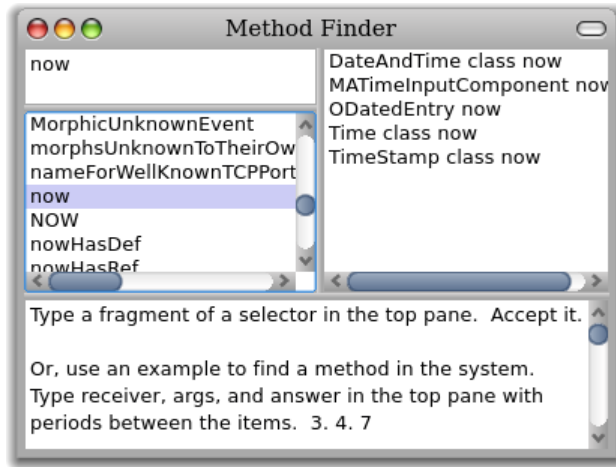 Method Finder
now
MorphicUnknownEvent
morphsUnknownToTheirOw
nameForWellKnownTCPPort
now
NOW
nowHasDef
nowHasRef
DateAndTime class now
MATimeInputComponent now
ODatedEntry now
Time class now
TimeStamp class now
Type a fragment of a selector in the top pane.  Accept it.
Or, use an example to find a method in the system.
Type receiver, args, and answer in the top pane with
periods between the items.  3. 4. 7